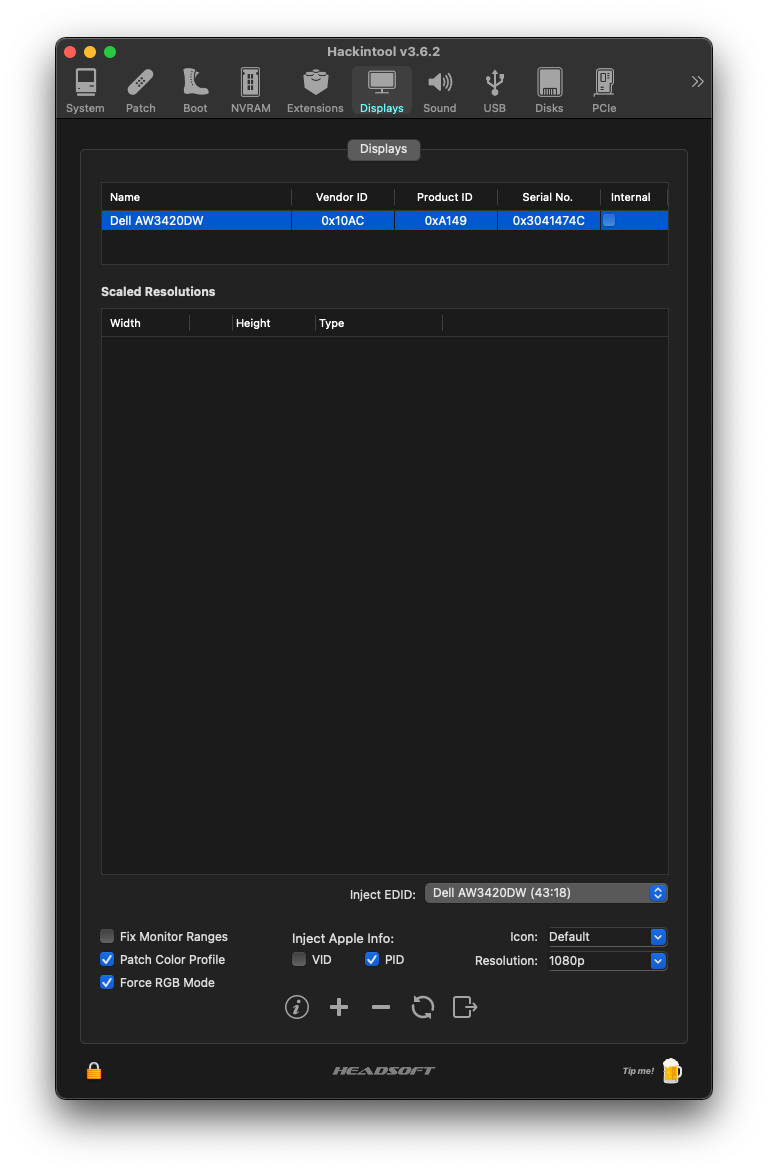 Hackintool v3.6.2
System Patch Boot NVRAM Extensions Displays Sound USB Disks PCIe
Displays
Name Vendor ID Product ID Serial No. Internal
Dell AW3420DW 0x10AC 0xA149 0x3041474C
Scaled Resolutions
Width Height Type
Inject EDID: Dell AW3420DW (43:18)
Fix Monitor Ranges Inject Apple Info: Icon: Default
Patch Color Profile VID PID Resolution: 1080p
Force RGB Mode
HEADSOFT Tip me!